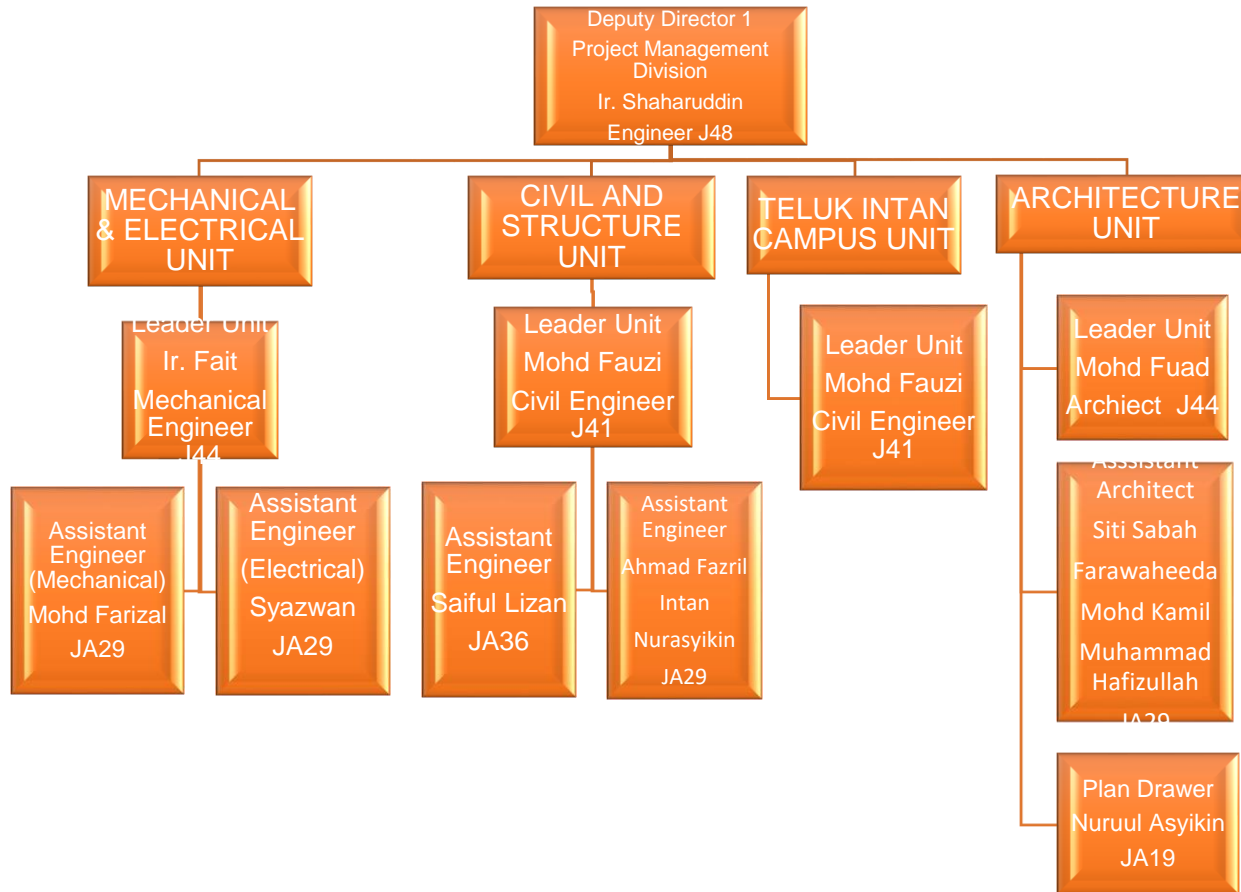 Deputy Director 1
Project Management
Division
Ir. Shaharuddin
Engineer J48
MECHANICAL
& ELECTRICAL
UNIT
CIVIL AND
STRUCTURE
UNIT
TELUK INTAN
CAMPUS UNIT
ARCHITECTURE
UNIT
Leader Unit
Ir. Fait
Mechanical
Engineer
J44
Leader Unit
Mohd Fauzi
Civil Engineer
J41
Leader Unit
Mohd Fauzi
Civil Engineer
J41
Leader Unit
Mohd Fuad
Archiect J44
Assistant
Engineer
(Mechanical)
Mohd Farizal
JA29
Assistant
Engineer
(Electrical)
Syazwan
JA29
Assistant
Engineer
Saiful Lizan
JA36
Assistant
Engineer
Ahmad Fazril
Intan
Nurasyikin
JA29
Asssistant
Architect
Siti Sabah
Farawaheeda
Mohd Kamil
Muhammad
Hafizullah
JA29
Plan Drawer
Nuruul Asyikin
JA19